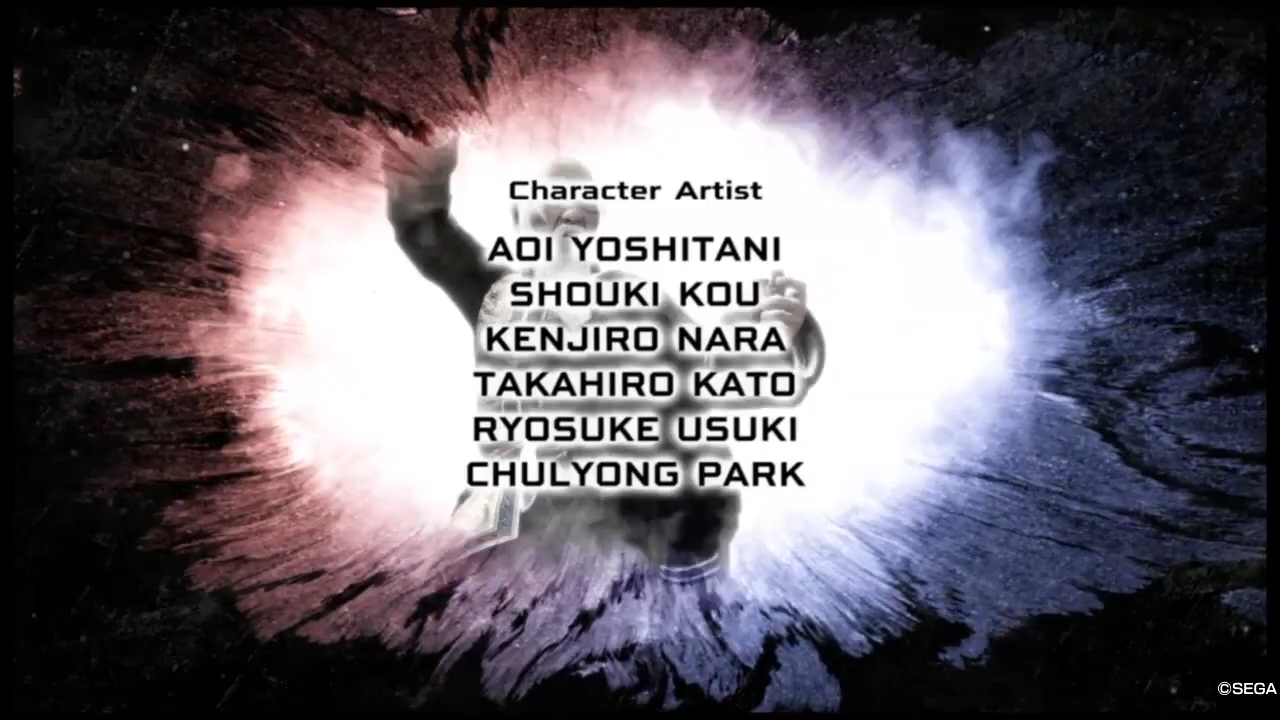 Character Artist
AOI YOSHITANI
SHOUKI KOU
KENJIRO NARA
TAKAHIRO KATO
RYOSUKE USUKI
CHULYONG PARK
©SEGA